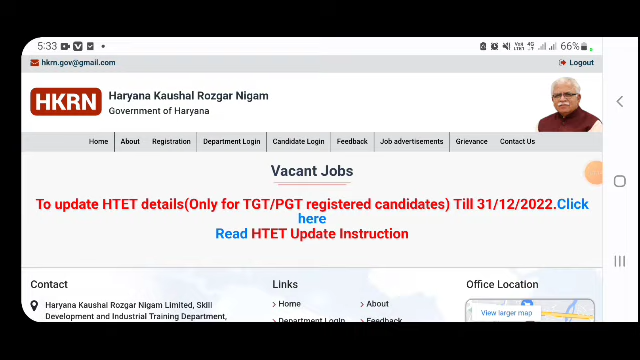 5:33
66%
hkrn.gov@gmail.com
Logout
HKRN
Haryana Kaushal Rozgar Nigam
Government of Haryana
Home About Registration Department Login Candidate Login Feedback Job advertisements Grievance Contact Us
Vacant Jobs
To update HTET details(Only for TGT/PGT registered candidates) Till 31/12/2022.Click
here
Read HTET Update Instruction
Contact
Haryana Kaushal Rozgar Nigam Limited, Skill
Development and Industrial Training Department,
Links
Home
About
Department Login
Feedback
Office Location
View larger map